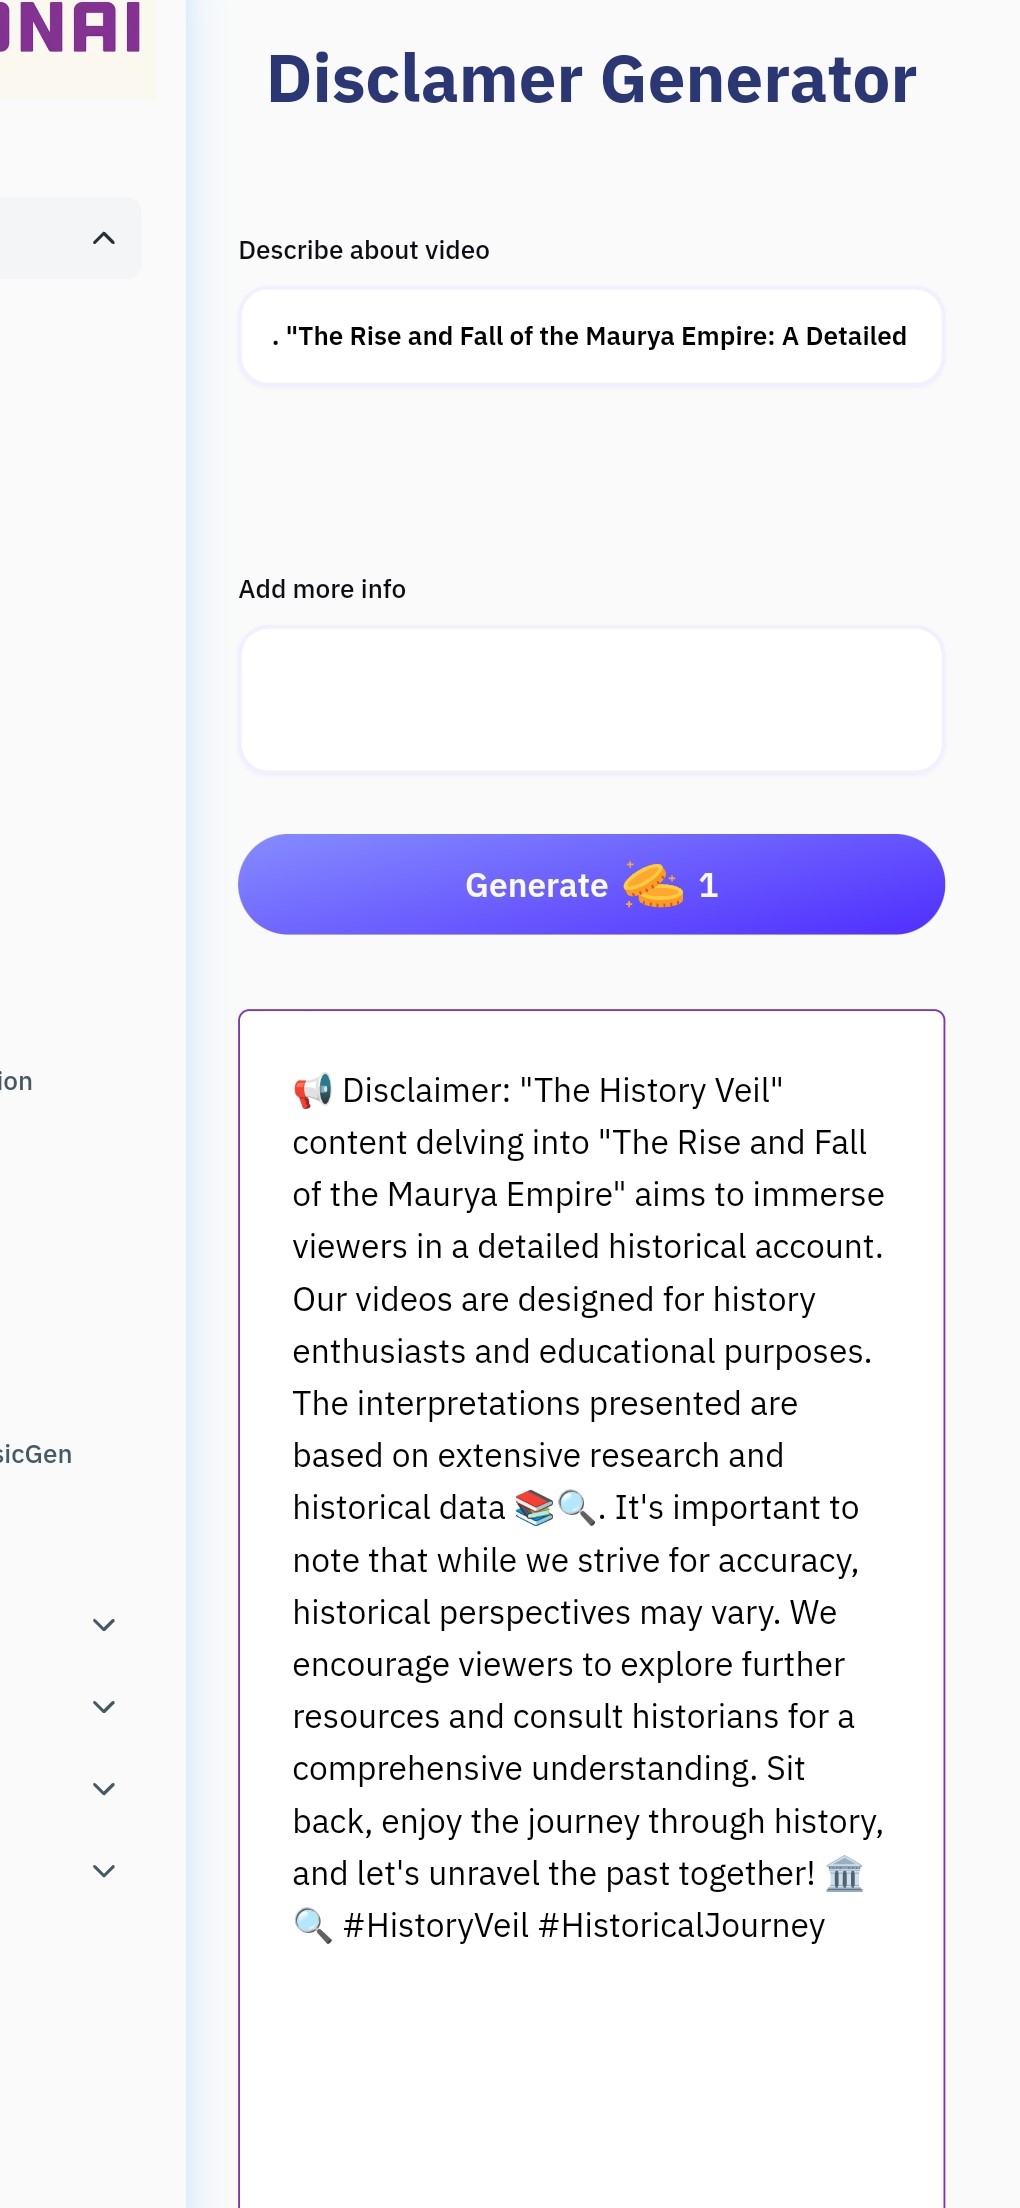 Disclamer Generator
Describe about video
. "The Rise and Fall of the Maurya Empire: A Detailed
Add more info
Generate 1
📢 Disclaimer: "The History Veil"
content delving into "The Rise and Fall
of the Maurya Empire" aims to immerse
viewers in a detailed historical account.
Our videos are designed for history
enthusiasts and educational purposes.
The interpretations presented are
based on extensive research and
historical data 📚🔍. It's important to
note that while we strive for accuracy,
historical perspectives may vary. We
encourage viewers to explore further
resources and consult historians for a
comprehensive understanding. Sit
back, enjoy the journey through history,
and let's unravel the past together! 🏛️
🔍 #HistoryVeil #HistoricalJourney